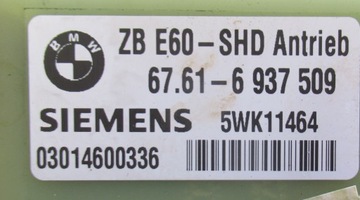 BMW
ZB E60-SHD Antrieb
67.61-6 937 509
SIEMENS 5WK11464
03014600336